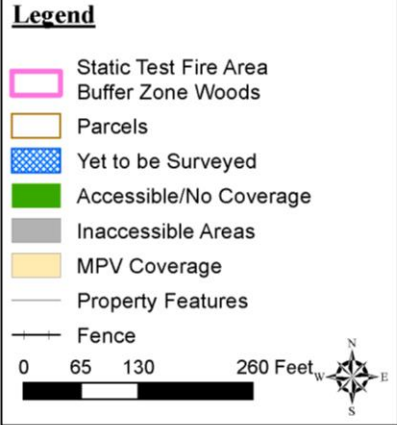 Legend
Static Test Fire Area
Buffer Zone Woods
Parcels
Yet to be Surveyed
Accessible/No Coverage
Inaccessible Areas
MPV Coverage
Property Features
Fence
0 65 130 260 Feet
N
W E
S